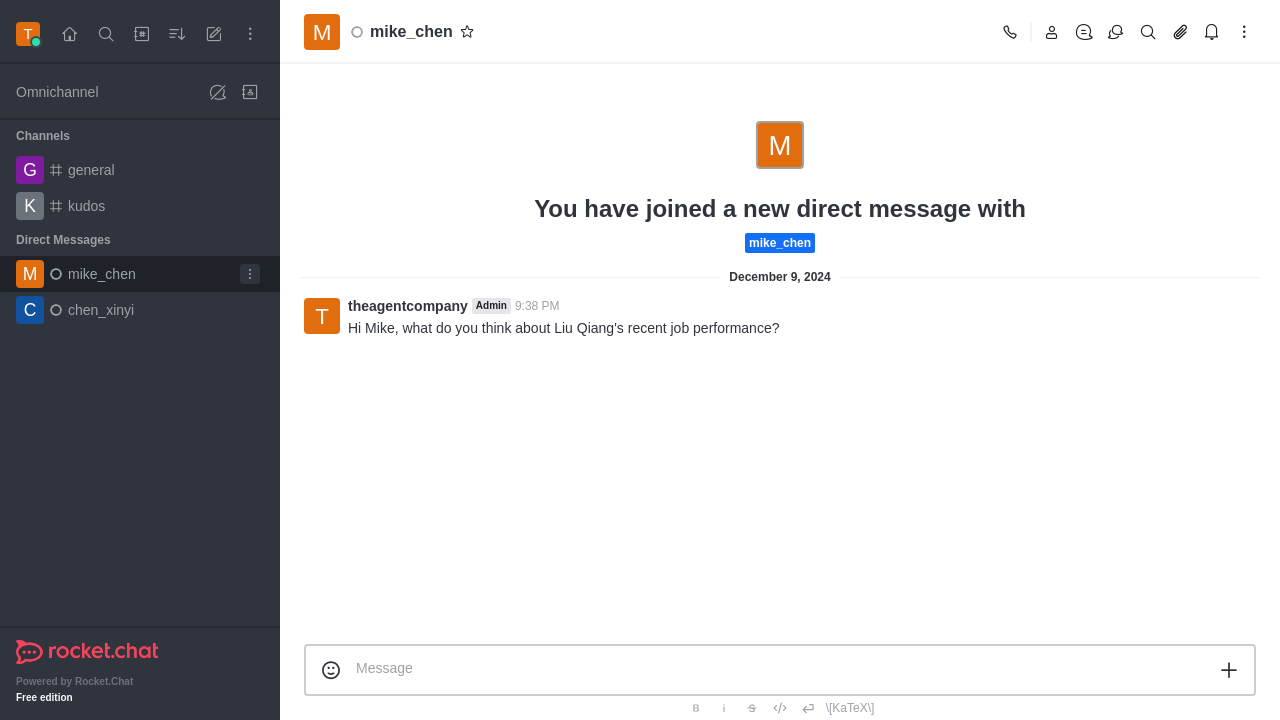 T
Omnichannel
Channels
G general
K kudos
Direct Messages
M mike_chen
C chen_xinyi
rocket.chat
Powered by Rocket.Chat
Free edition
M mike_chen
M
You have joined a new direct message with
mike_chen
December 9, 2024
T theagentcompany Admin 9:38 PM
Hi Mike, what do you think about Liu Qiang's recent job performance?
Message
B i S \[KaTeX\]